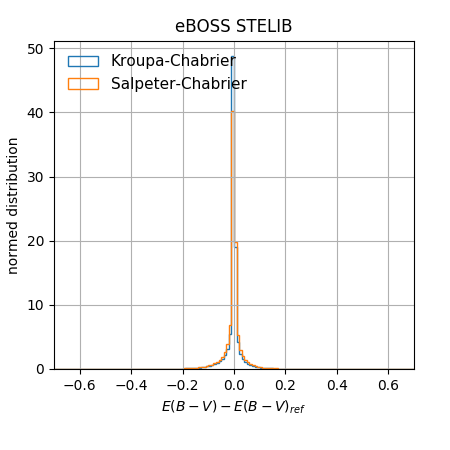 eBOSS STELIB
Kroupa-Chabrier
Salpeter-Chabrier
normed distribution
50
40
30
20
10
0
−0.6 −0.4 −0.2 0.0 0.2 0.4 0.6
E(B − V) − E(B − V)ref